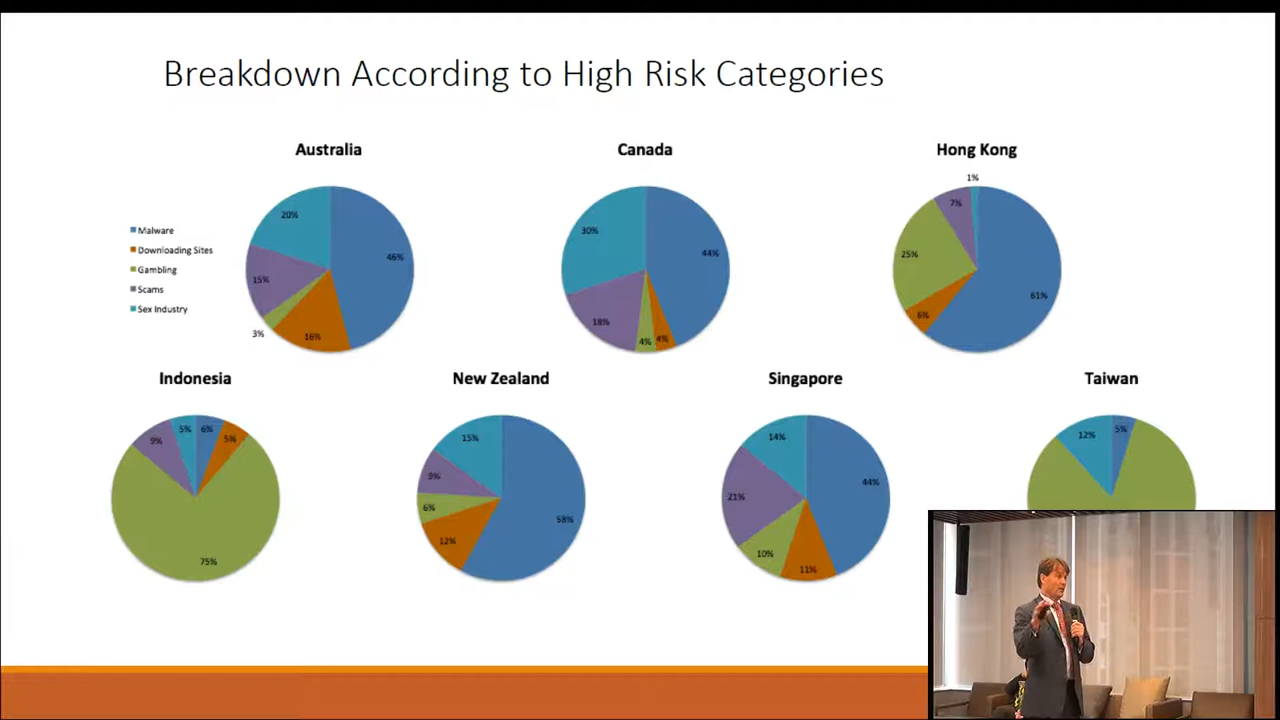 Breakdown According to High Risk Categories
Australia
Canada
Hong Kong
Malware
Downloading Sites
Gambling
Scams
Sex Industry
20%
46%
15%
3%
16%
30%
44%
18%
4%
4%
1%
7%
25%
61%
6%
Indonesia
New Zealand
Singapore
Taiwan
5%
6%
9%
5%
75%
15%
9%
6%
58%
12%
14%
44%
21%
10%
11%
12%
5%